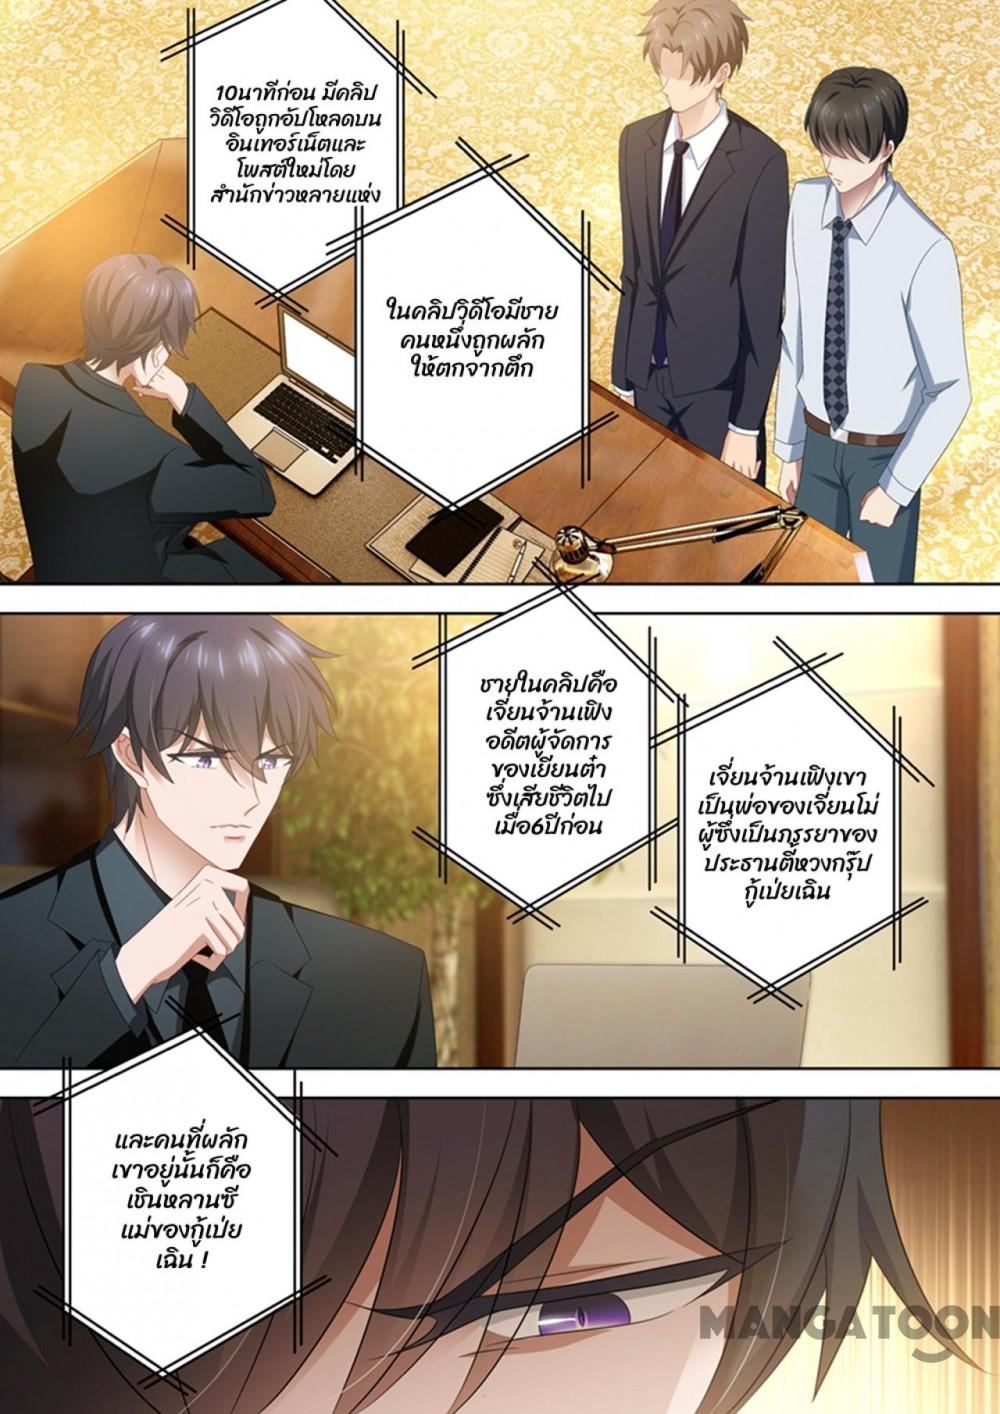 10นาทีก่อน มีคลิป
วิดีโอถูกอัปโหลดบน
อินเทอร์เน็ตและ
โพสต์ใหม่โดย
สำนักข่าวหลายแห่ง
ในคลิปวิดีโอมีชาย
คนหนึ่งถูกผลัก
ให้ตกจากตึก
ชายในคลิปคือ
เจี่ยนจ้านเฟิง
อดีตผู้จัดการ
ของเยียนต๋า
ซึ่งเสียชีวิตไป
เมื่อ6ปีก่อน
เจี่ยนจ้านเฟิงเขา
เป็นพ่อของเจี่ยนโม่
ผู้ซึ่งเป็นภรรยาของ
ประธานตี้หวงกรุ๊ป
กู้เป่ยเฉิน
และคนที่ผลัก
เขาอยู่นั้นก็คือ
เชินหลานซี
แม่ของกู้เป่ย
เฉิน !
MANGATOON